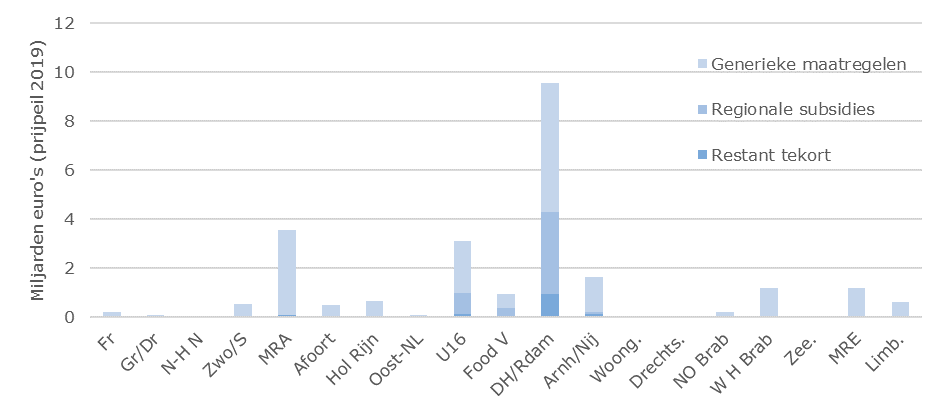 Miljarden euro's (prijpeil 2019)
12
10
8
6
4
2
0
Generieke maatregelen
Regionale subsidies
Restant tekort
Fr
Gr/Dr
N-H N
Zwo/S
MRA
Afoort
Hol Rijn
Oost-NL
U16
Food V
DH/Rdam
Arnh/Nij
Woong.
Drechts.
NO Brab
W H Brab
Zee.
MRE
Limb.